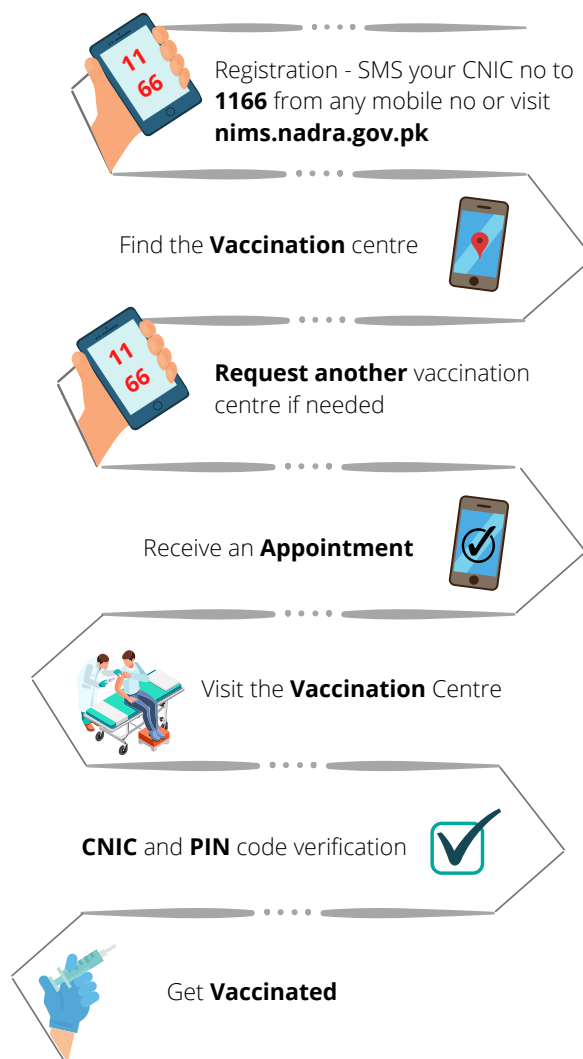 11
66
Registration - SMS your CNIC no to
1166 from any mobile no or visit
nims.nadra.gov.pk
Find the Vaccination centre
11
66
Request another vaccination
centre if needed
Receive an Appointment
Visit the Vaccination Centre
CNIC and PIN code verification
Get Vaccinated